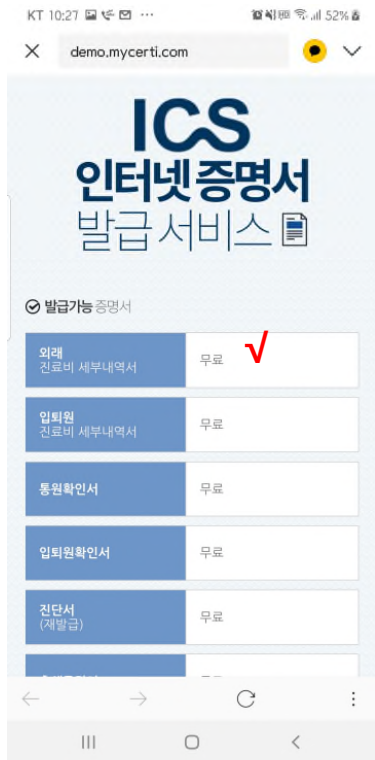 KT 10:27 ··· 52%
demo.mycerti.com
ICS
인터넷 증명서
발급 서비스
발급가능 증명서
외래
진료비 세부내역서
무료
√
입퇴원
진료비 세부내역서
무료
통원확인서
무료
입퇴원확인서
무료
진단서
(재발급)
무료